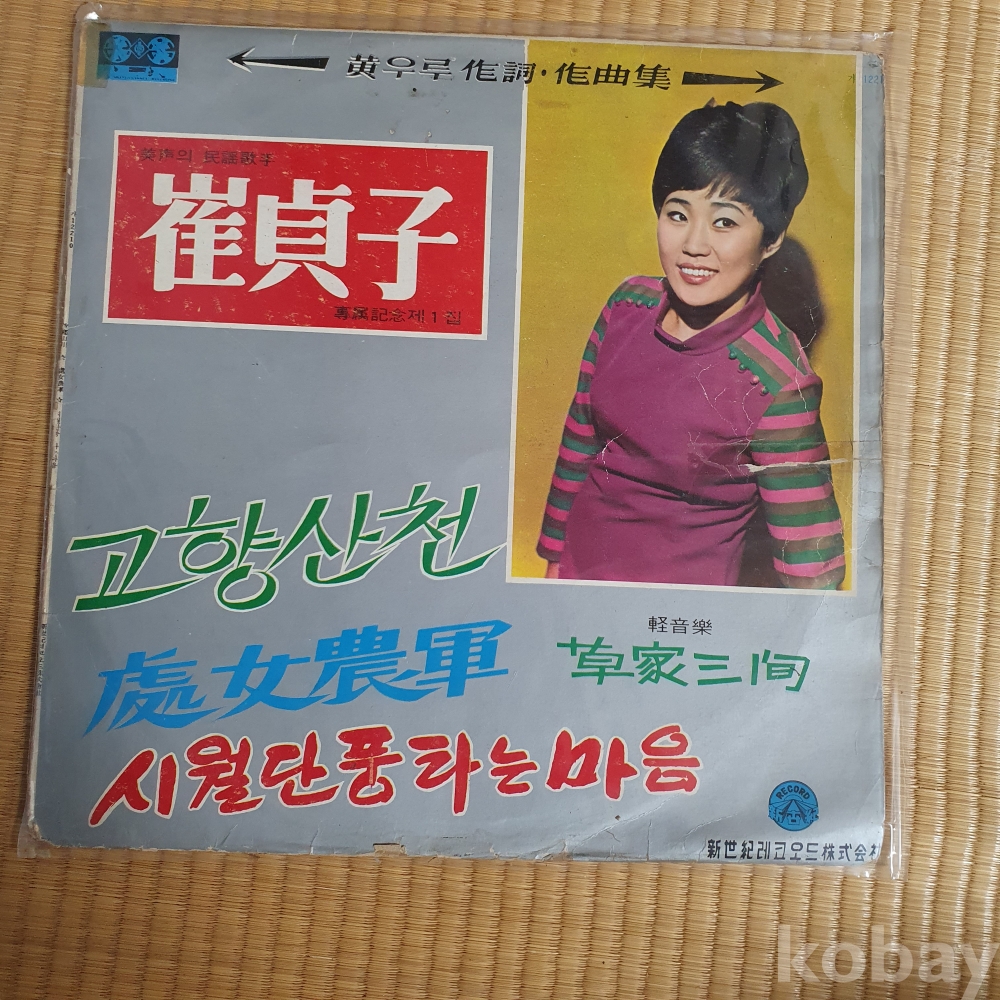 黄우루 作詞·作曲集
美声의 民謡歌手
崔貞子
専属記念제1집
고향산천
處女農軍
軽音樂
草家三间
시월단풍타는마음
RECORD
新世紀레코오드株式会社
kobay